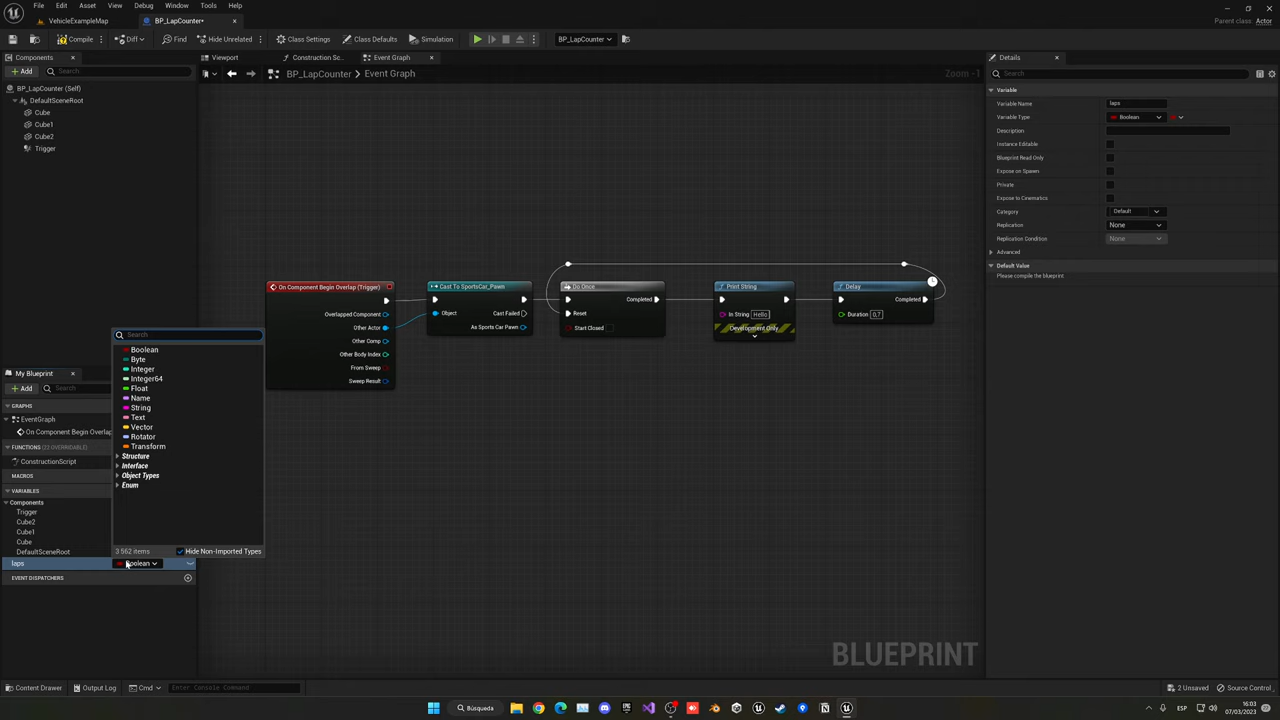 File Edit Asset View Debug Window Tools Help
VehicleExampleMap BP_LapCounter•
Parent class: Actor
Compile Diff Find Hide Unrelated Class Settings Class Defaults Simulation BP_LapCounter
Components Viewport Construction Sc... Event Graph Details
Add Search BP_LapCounter > Event Graph Zoom -1 Search
BP_LapCounter (Self)
DefaultSceneRoot
Cube
Cube1
Cube2
Trigger
Variable
Variable Name laps
Variable Type Boolean
Description
Instance Editable
Blueprint Read Only
Expose on Spawn
Private
Expose to Cinematics
Category Default
Replication None
Replication Condition None
Advanced
Default Value
Please compile the blueprint
On Component Begin Overlap (Trigger)
Overlapped Component
Other Actor
Other Comp
Other Body Index
From Sweep
Sweep Result
Cast To SportsCar_Pawn
Object Cast Failed
As Sports Car Pawn
Do Once
Completed
Reset
Start Closed
Print String
In String Hello
Development Only
Delay
Completed
Duration 0,7
Search
Boolean
Byte
Integer
Integer64
Float
Name
String
Text
Vector
Rotator
Transform
Structure
Interface
Object Types
Enum
3 562 items Hide Non-Imported Types
My Blueprint
Add Search
GRAPHS
EventGraph
On Component Begin Overlap
FUNCTIONS (22 OVERRIDABLE)
ConstructionScript
MACROS
VARIABLES
Components
Trigger
Cube2
Cube1
Cube
DefaultSceneRoot
laps Boolean
EVENT DISPATCHERS
BLUEPRINT
Content Drawer Output Log Cmd Enter Console Command 2 Unsaved Source Control
Búsqueda ESP 16:03
07/03/2023